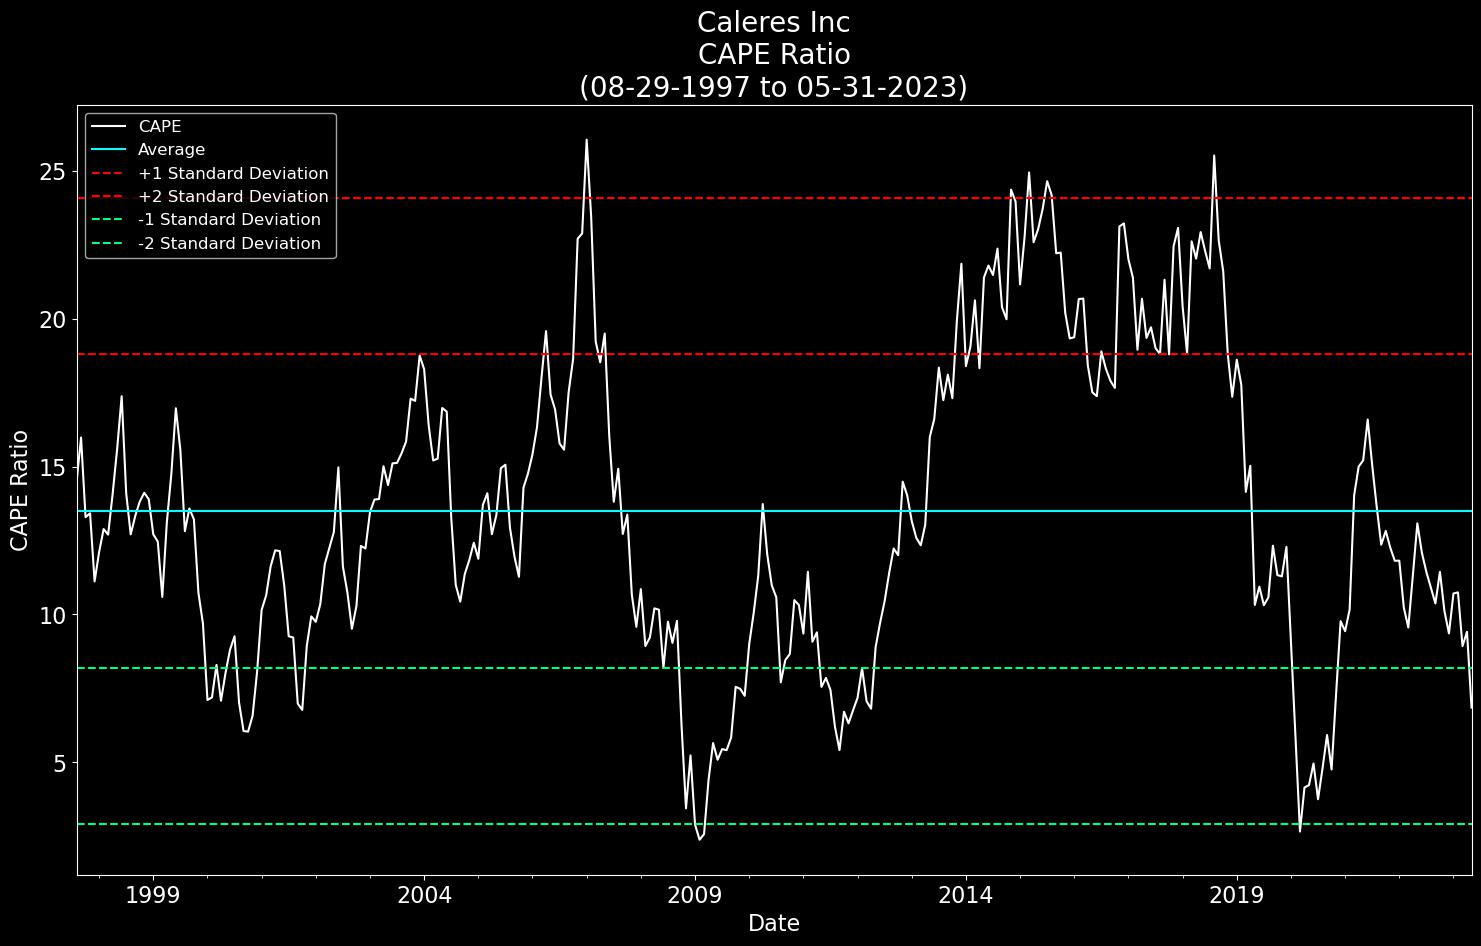 Caleres Inc
CAPE Ratio
(08-29-1997 to 05-31-2023)
CAPE
Average
+1 Standard Deviation
+2 Standard Deviation
-1 Standard Deviation
-2 Standard Deviation
25
20
15
10
5
CAPE Ratio
1999
2004
2009
2014
2019
Date